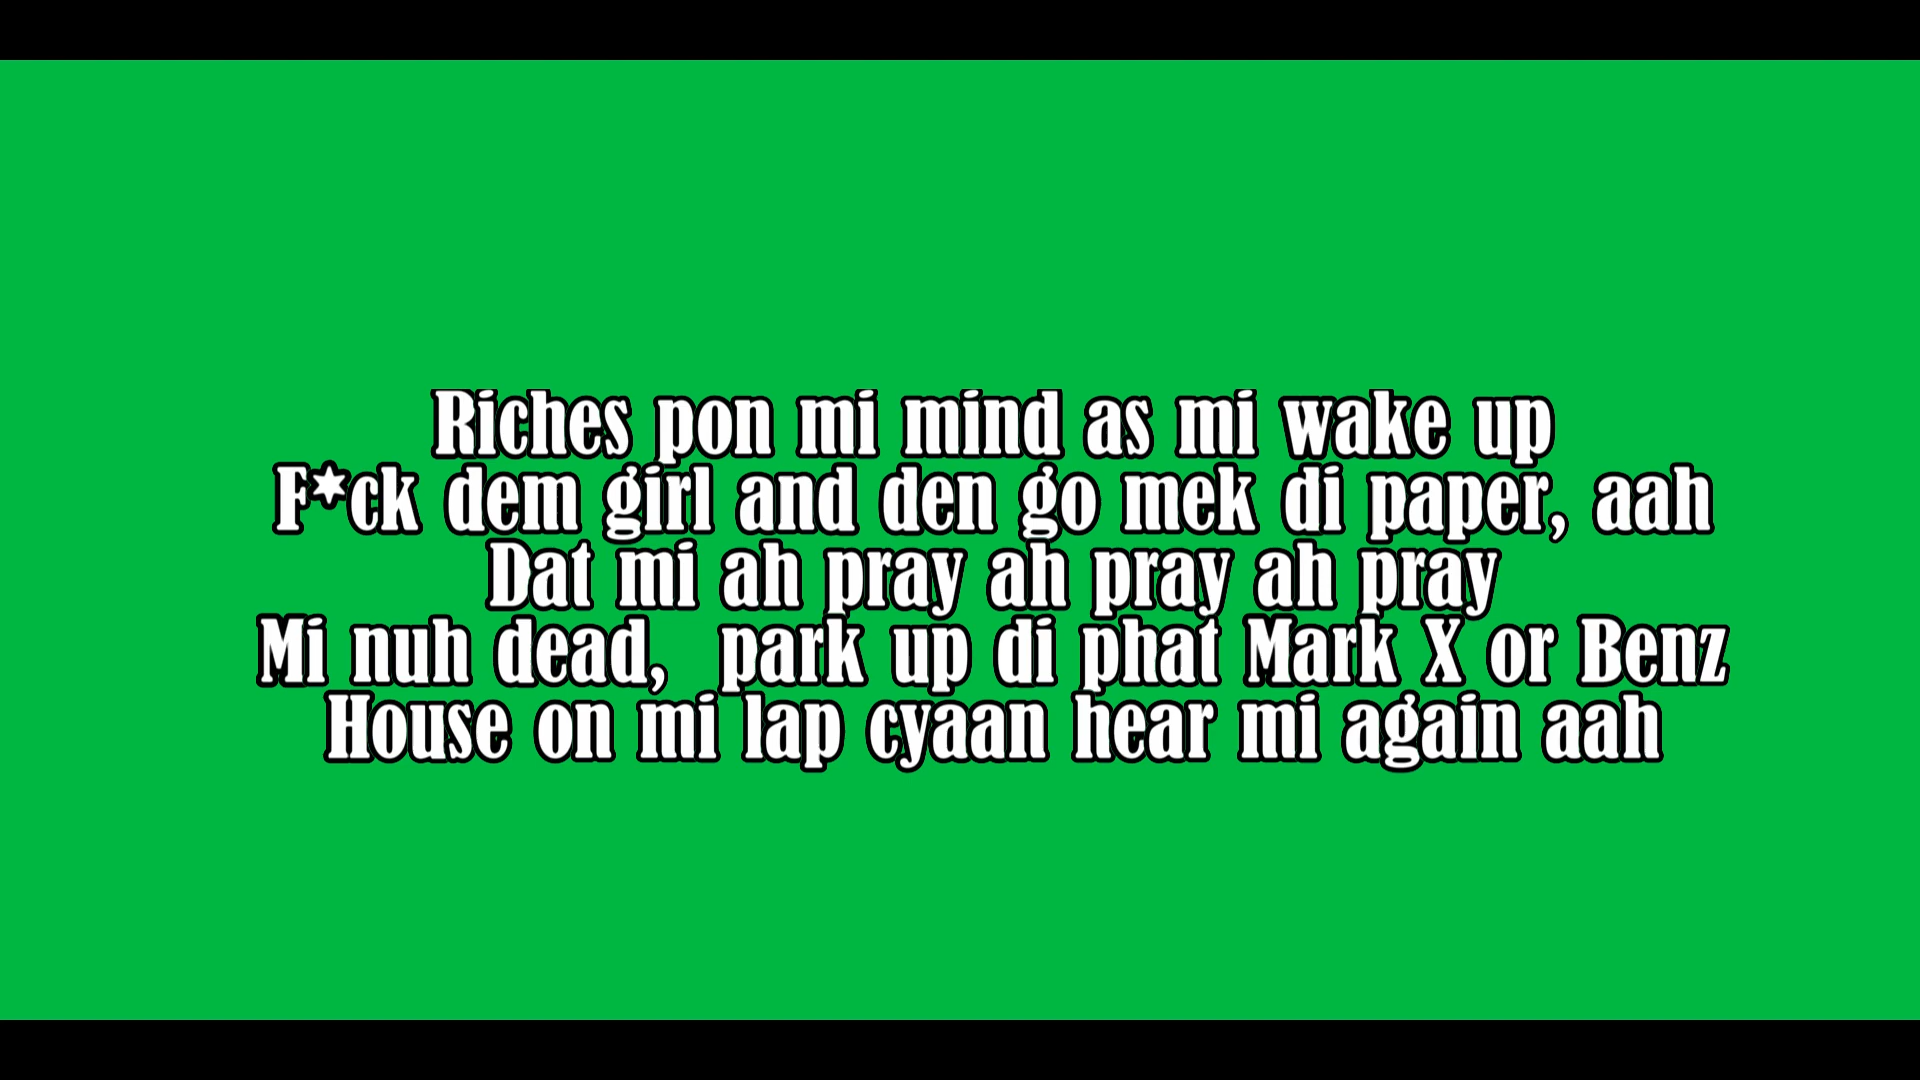 Riches pon mi mind as mi wake up
F*ck dem girl and den go mek di paper, aah
Dat mi ah pray ah pray ah pray
Mi nuh dead,  park up di phat Mark X or Benz
House on mi lap cyaan hear mi again aah